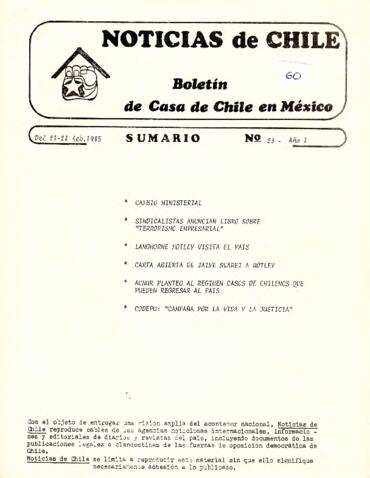 NOTICIAS de CHILE
60
Boletín
de Casa de Chile en México
Del 11-21 feb.1985 SUMARIO Nº 23 - Año I
* CAMBIO MINISTERIAL
* SINDICALISTAS ANUNCIAN LIBRO SOBRE
"TERRORISMO EMPRESARIAL"
* LANGHORNE MOTLEY VISITA EL PAIS
* CARTA ABIERTA DE JAIME SUAREZ A MOTLEY
* ACNUR PLANTEO AL REGIMEN CASOS DE CHILENOS QUE
PUEDEN REGRESAR AL PAIS
* CODEPU: "CAMPAÑA POR LA VIDA Y LA JUSTICIA"
Con el objeto de entregar una vision amplia del acontecer nacional, Noticias de
Chile reproduce cables de las agencias noticiosas internacionales, informacio-
nes y editoriales de diarios y revistas del país, incluyendo documentos de las
publicaciones legales o clandestinas de las fuerzas de oposición democrática de
Chile.
Noticias de Chile se limita a reproducir este material sin que ello signifique
necesariamente adhesión a lo publicado.